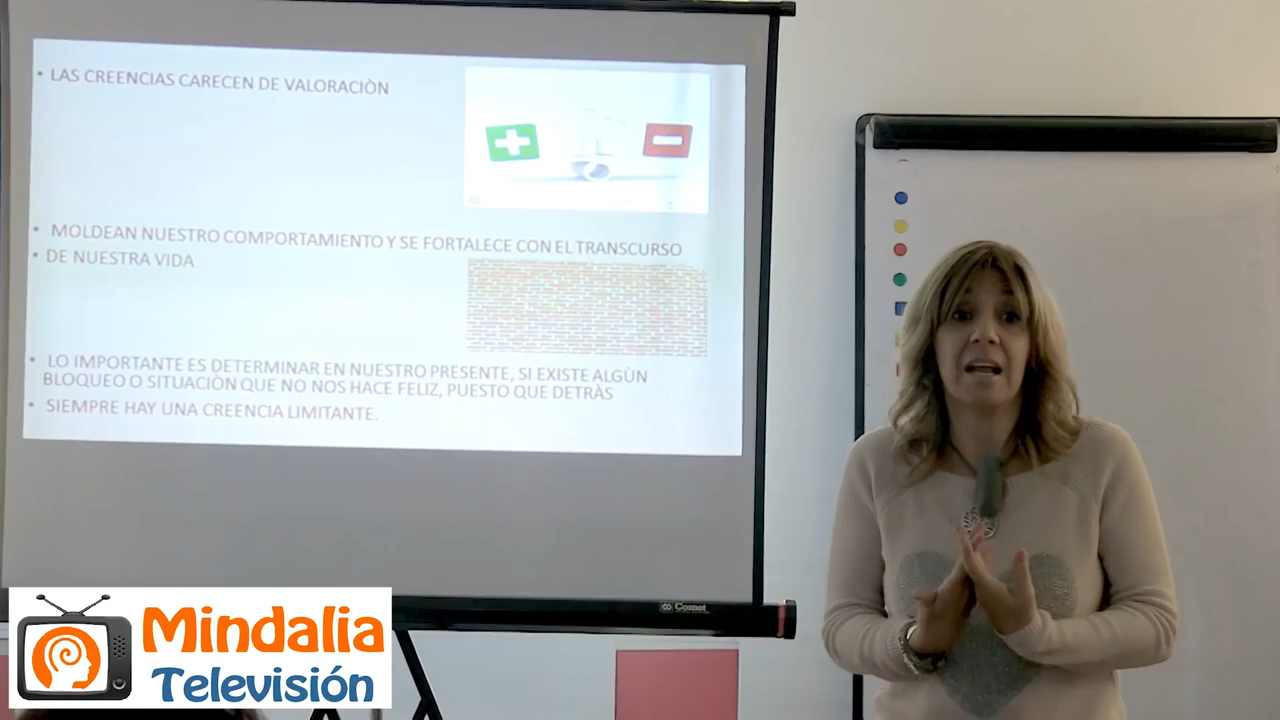 • LAS CREENCIAS CARECEN DE VALORACIÒN
• MOLDEAN NUESTRO COMPORTAMIENTO Y SE FORTALECE CON EL TRANSCURSO
• DE NUESTRA VIDA
• LO IMPORTANTE ES DETERMINAR EN NUESTRO PRESENTE, SI EXISTE ALGÙN
BLOQUEO O SITUACIÒN QUE NO NOS HACE FELIZ, PUESTO QUE DETRÀS
• SIEMPRE HAY UNA CREENCIA LIMITANTE.
Comet
Mindalia
Televisión